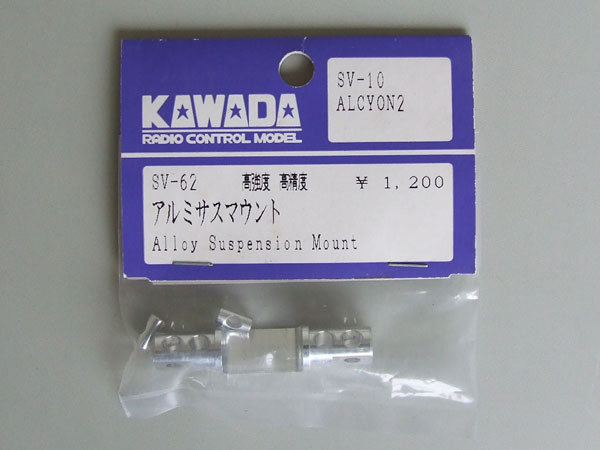 KAWADA
RADIO CONTROL MODEL
SV-10
ALCYON2
SV-62 高強度 高精度 ¥ 1,200
アルミサスマウント
Alloy Suspension Mount